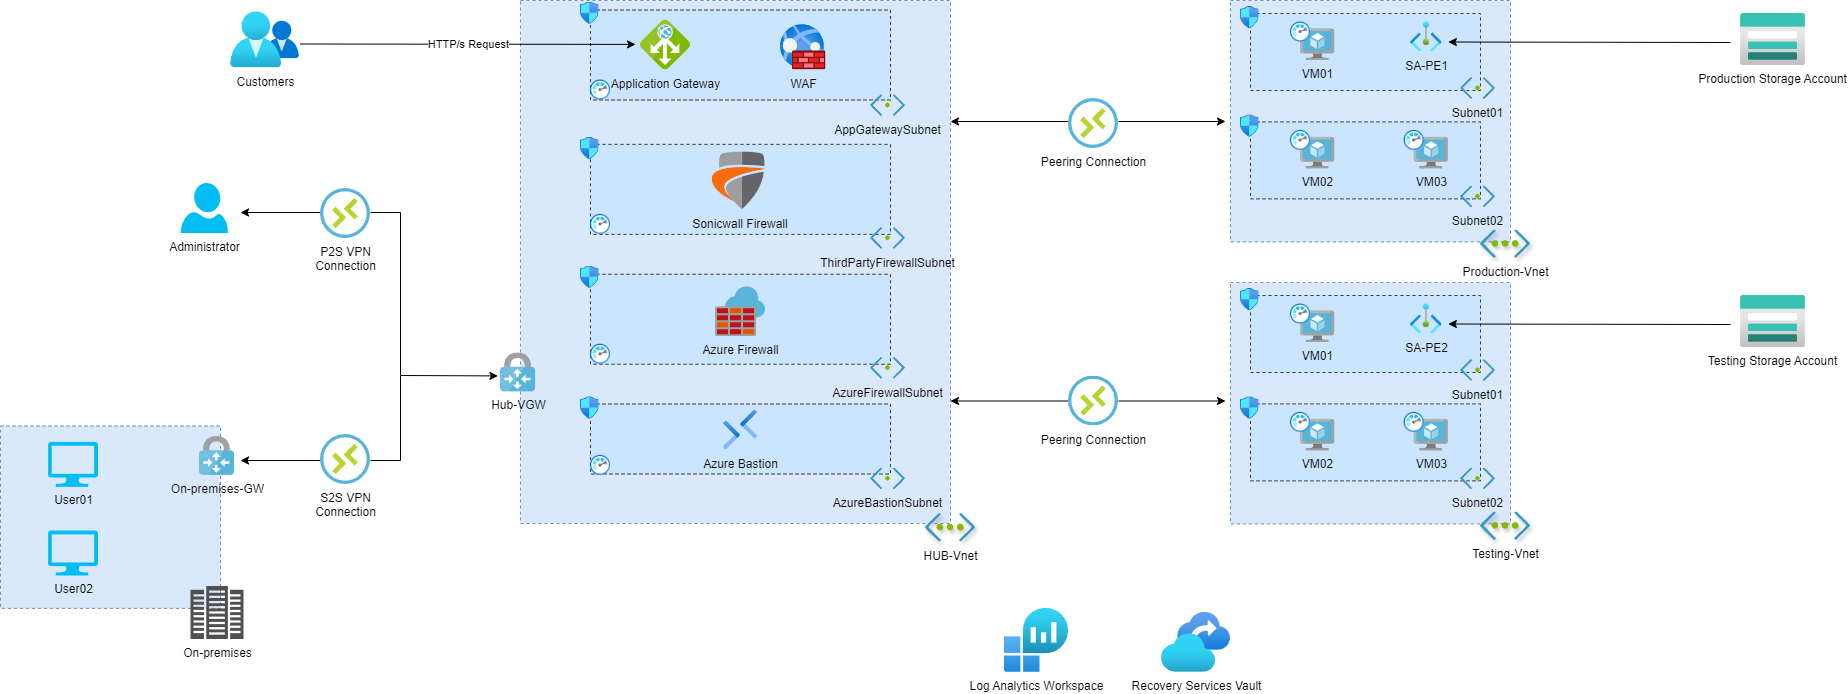 Customers
HTTP/s Request
Application Gateway
WAF
AppGatewaySubnet
Sonicwall Firewall
ThirdPartyFirewallSubnet
Azure Firewall
AzureFirewallSubnet
Azure Bastion
AzureBastionSubnet
HUB-Vnet
Administrator
P2S VPN
Connection
Hub-VGW
S2S VPN
Connection
On-premises-GW
User01
User02
On-premises
Peering Connection
Peering Connection
VM01
SA-PE1
Subnet01
VM02
VM03
Subnet02
Production-Vnet
Production Storage Account
VM01
SA-PE2
Subnet01
VM02
VM03
Subnet02
Testing-Vnet
Testing Storage Account
Log Analytics Workspace
Recovery Services Vault